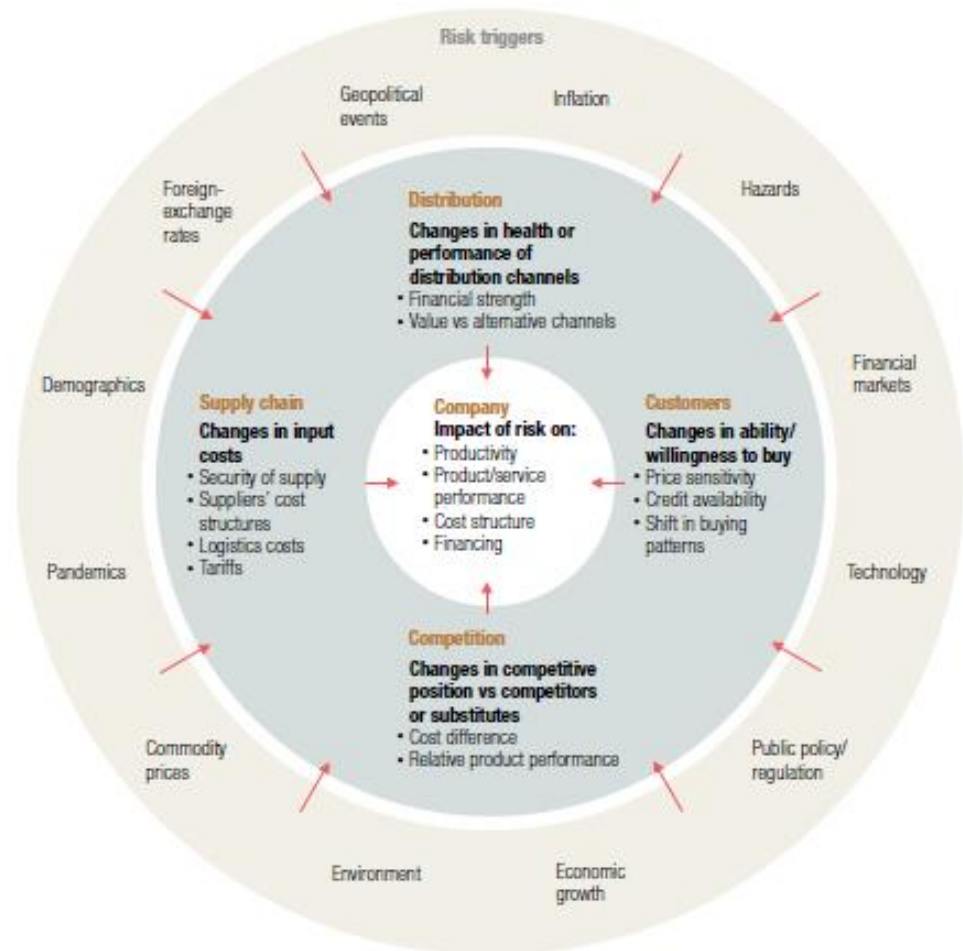 Risk triggers
Geopolitical
events
Inflation
Foreign-
exchange
rates
Hazards
Distribution
Changes in health or
performance of
distribution channels
• Financial strength
• Value vs alternative channels
Demographics
Financial
markets
Supply chain
Changes in input
costs
• Security of supply
• Suppliers' cost
structures
• Logistics costs
• Tariffs
Company
Impact of risk on:
• Productivity
• Product/service
performance
• Cost structure
• Financing
Customers
Changes in ability/
willingness to buy
• Price sensitivity
• Credit availability
• Shift in buying
patterns
Pandemics
Technology
Competition
Changes in competitive
position vs competitors
or substitutes
• Cost difference
• Relative product performance
Commodity
prices
Public policy/
regulation
Environment
Economic
growth